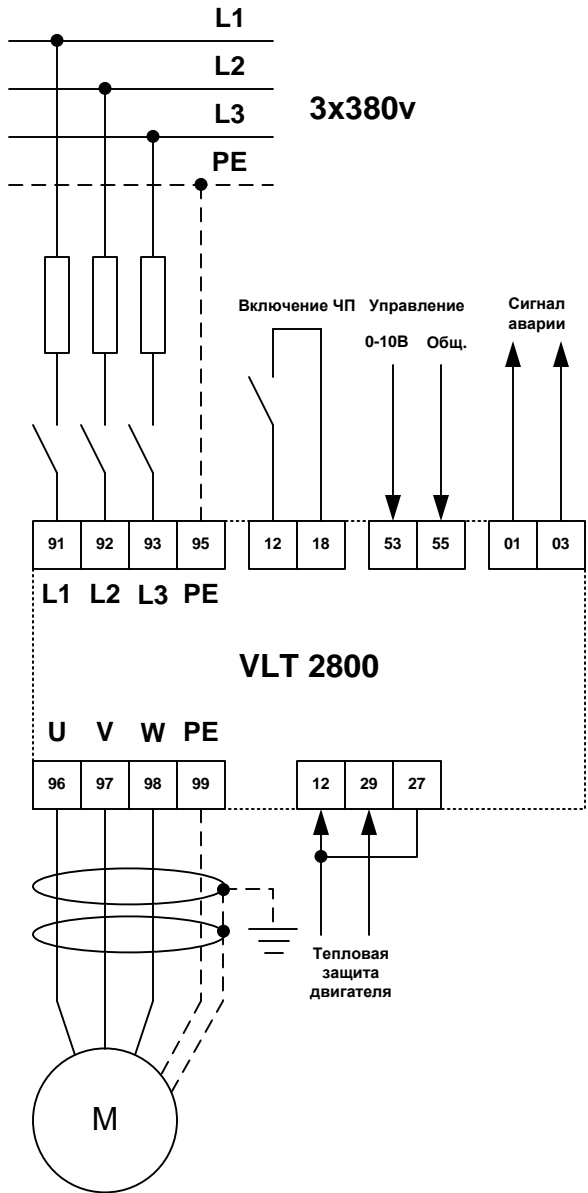 L1
L2
3x380v
L3
PE
Включение ЧП
Управление
Сигнал
аварии
0-10В
Общ.
91 92 93 95 12 18 53 55 01 03
L1 L2 L3 PE
VLT 2800
U V W PE
96 97 98 99 12 29 27
Тепловая
защита
двигателя
M